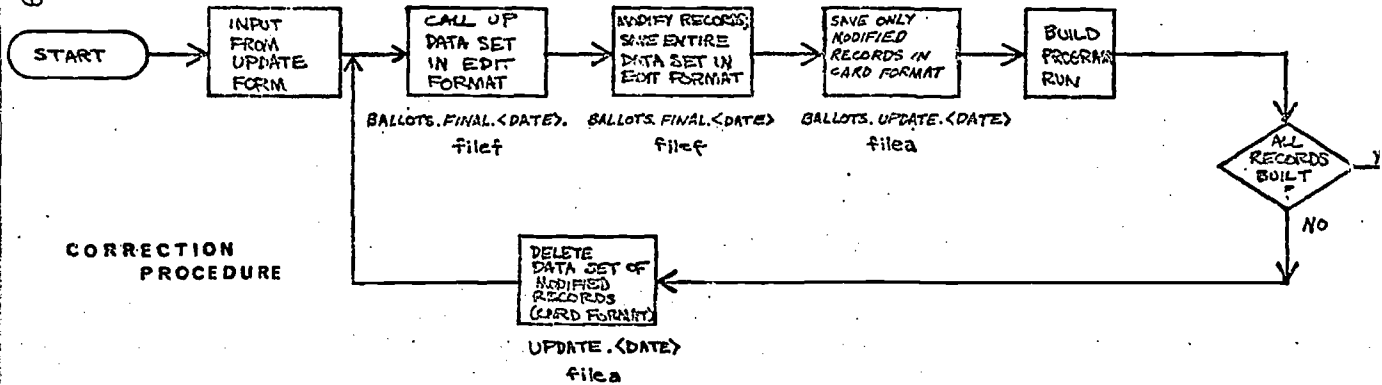 START
INPUT
FROM
UPDATE
FORM
CALL UP
DATA SET
IN EDIT
FORMAT
BALLOTS.FINAL.<DATE>.
filef
MODIFY RECORDS;
SAVE ENTIRE
DATA SET IN
EDIT FORMAT
BALLOTS.FINAL.<DATE>
filef
SAVE ONLY
MODIFIED
RECORDS IN
CARD FORMAT
BALLOTS.UPDATE.<DATE>
filea
BUILD
PROGRAM
RUN
ALL
RECORDS
BUILT
?
Y
NO
CORRECTION
PROCEDURE
DELETE
DATA SET OF
MODIFIED
RECORDS
(CARD FORMAT)
UPDATE.<DATE>
filea